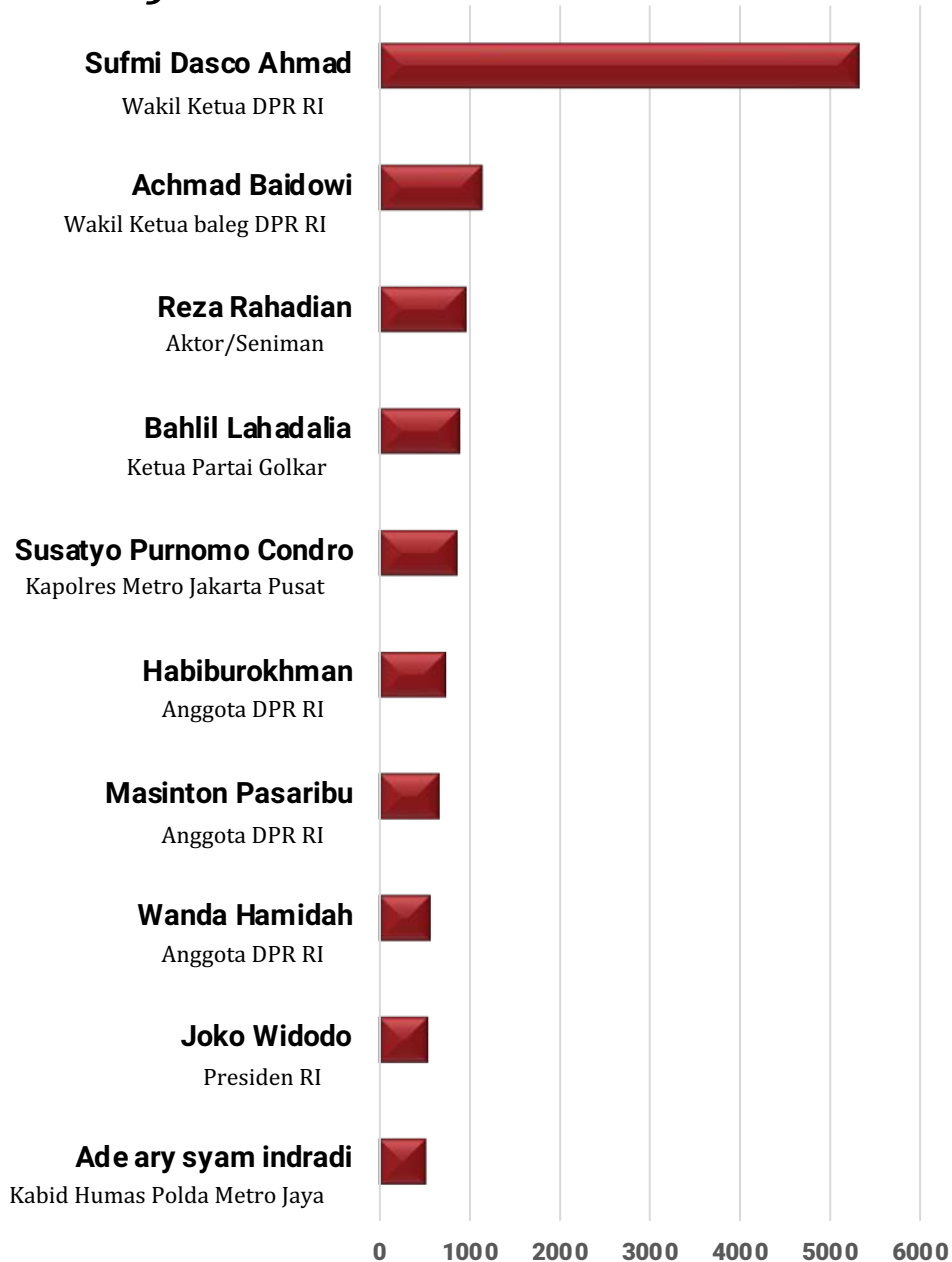 Sufmi Dasco Ahmad
Wakil Ketua DPR RI
Achmad Baidowi
Wakil Ketua baleg DPR RI
Reza Rahadian
Aktor/Seniman
Bahlil Lahadalia
Ketua Partai Golkar
Susatyo Purnomo Condro
Kapolres Metro Jakarta Pusat
Habiburokhman
Anggota DPR RI
Masinton Pasaribu
Anggota DPR RI
Wanda Hamidah
Anggota DPR RI
Joko Widodo
Presiden RI
Ade ary syam indradi
Kabid Humas Polda Metro Jaya
0 1000 2000 3000 4000 5000 6000